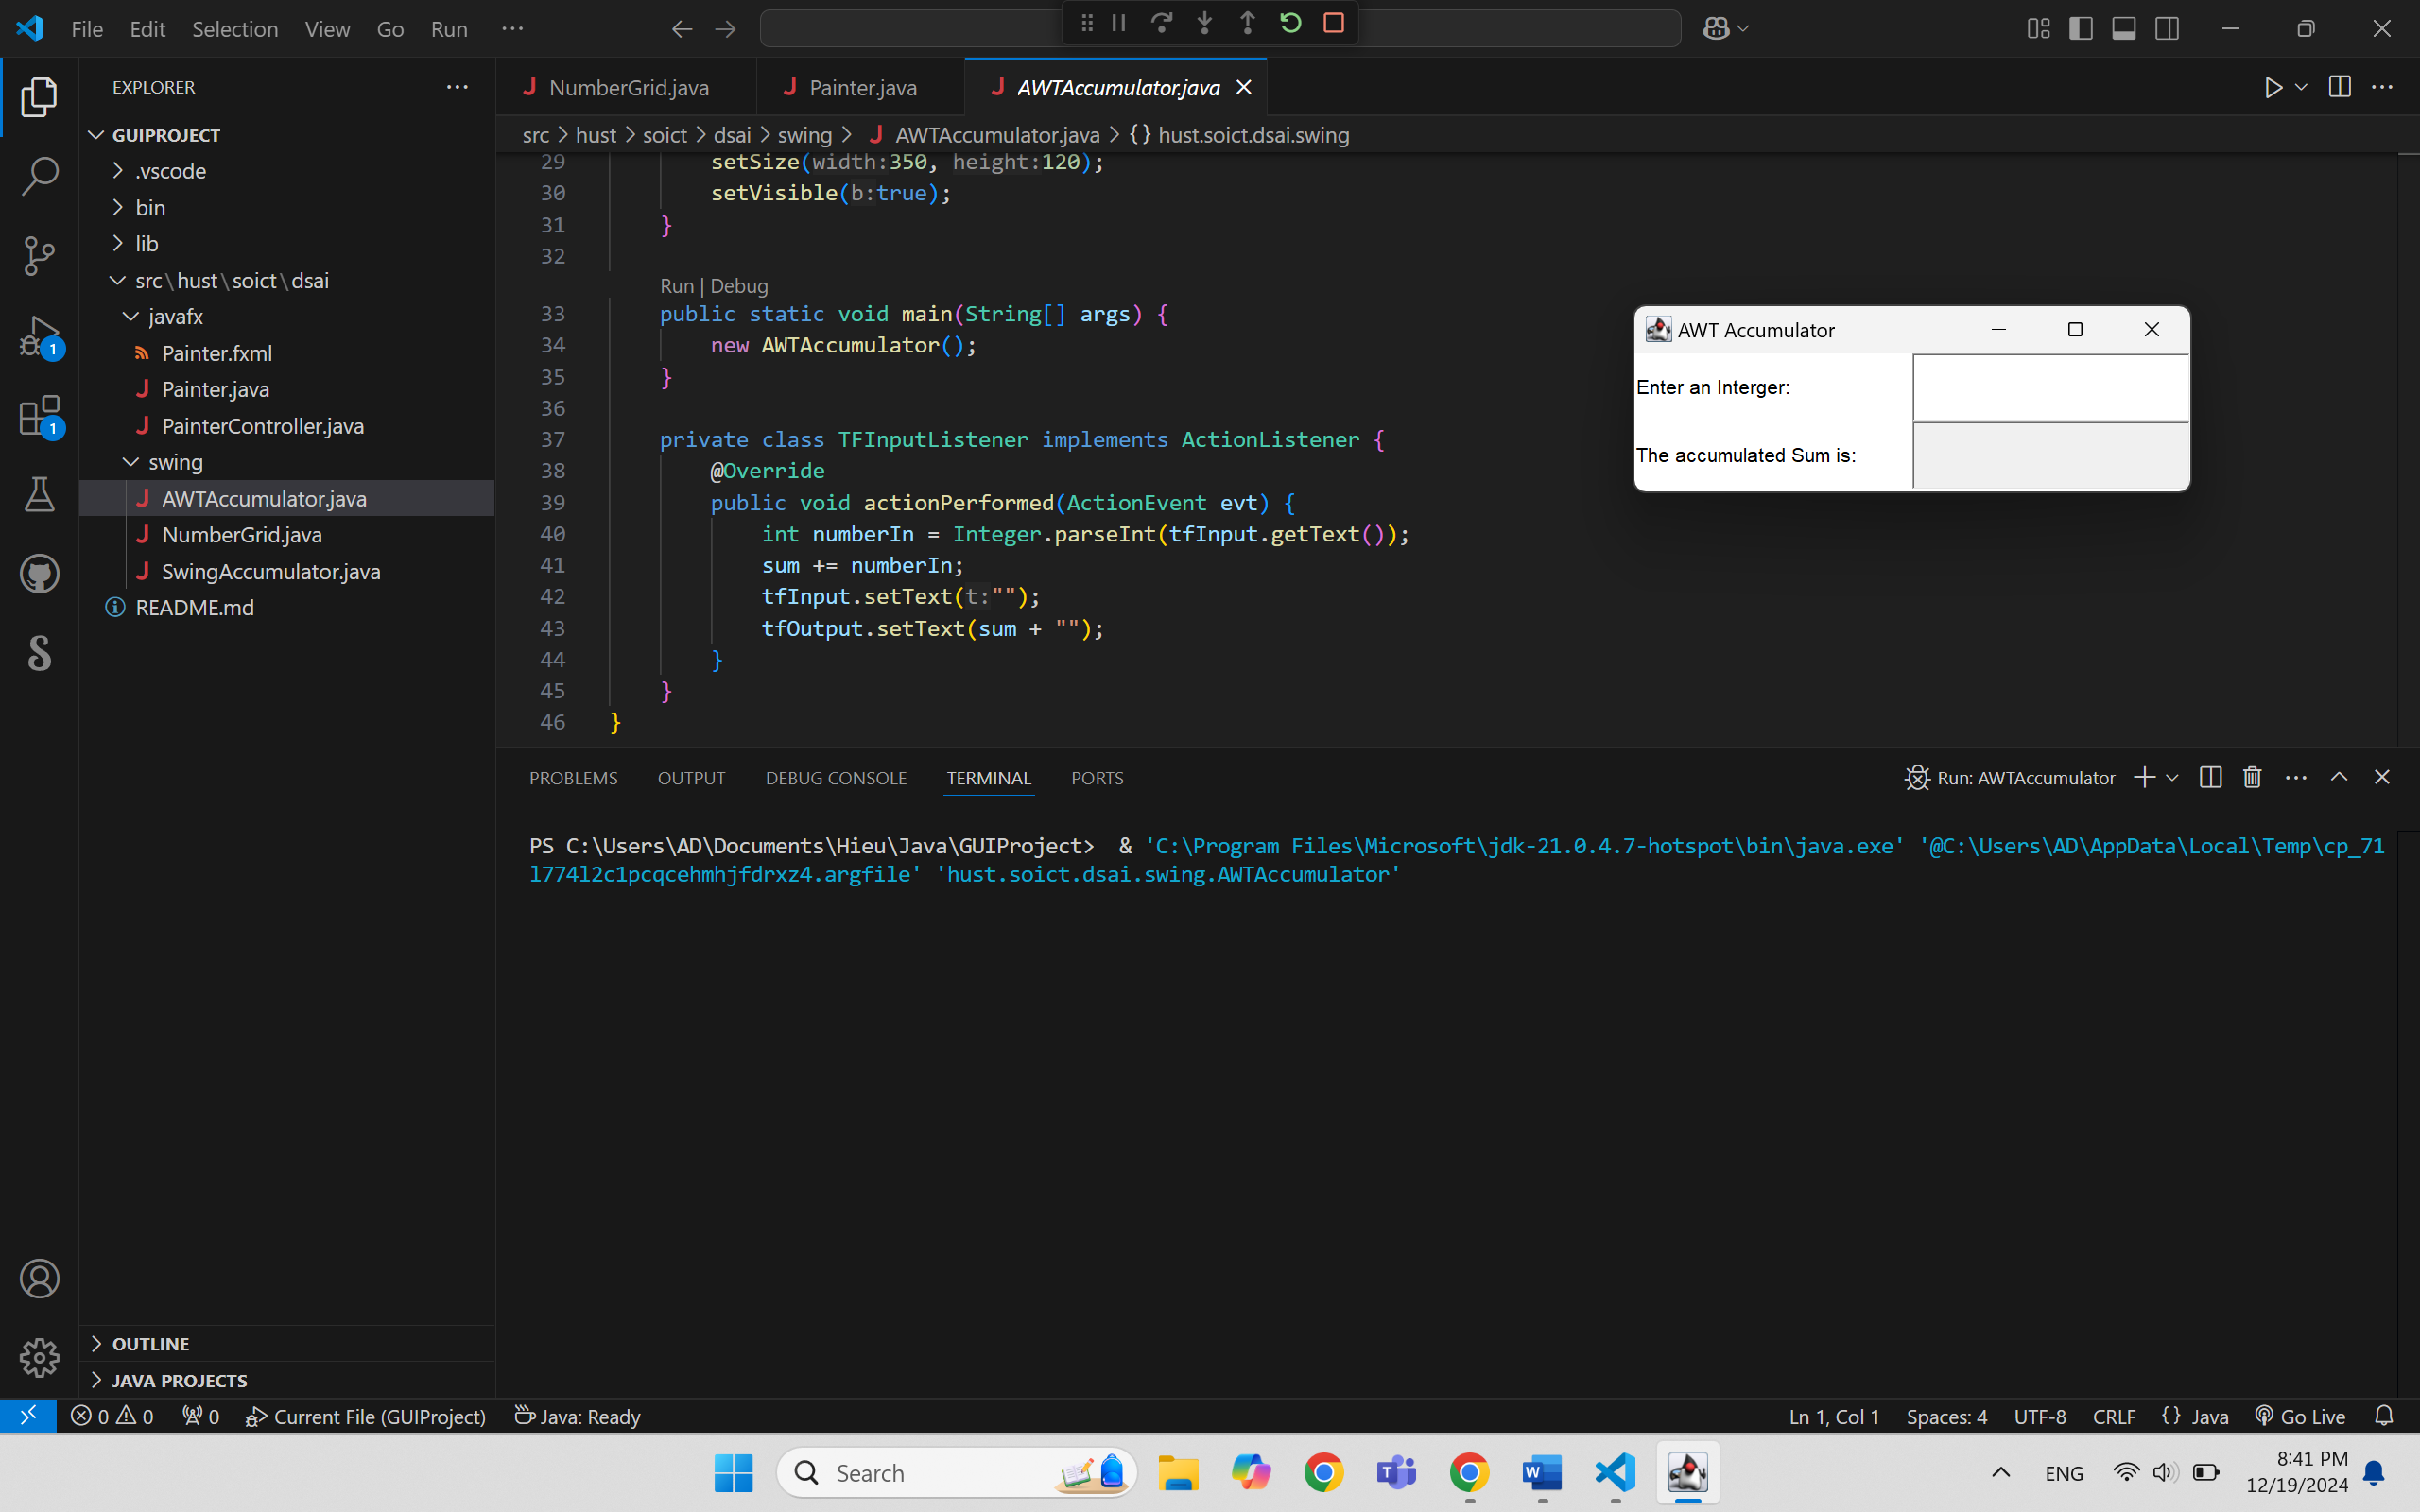 File Edit Selection View Go Run ···
EXPLORER
GUIPROJECT
.vscode
bin
lib
src\hust\soict\dsai
javafx
Painter.fxml
Painter.java
PainterController.java
swing
AWTAccumulator.java
NumberGrid.java
SwingAccumulator.java
README.md
1
1
OUTLINE
JAVA PROJECTS
NumberGrid.java Painter.java AWTAccumulator.java
src > hust > soict > dsai > swing > AWTAccumulator.java > {} hust.soict.dsai.swing
29 setSize(width:350, height:120);
30 setVisible(b:true);
31 }
32
Run | Debug
33 public static void main(String[] args) {
34 new AWTAccumulator();
35 }
36
37 private class TFInputListener implements ActionListener {
38 @Override
39 public void actionPerformed(ActionEvent evt) {
40 int numberIn = Integer.parseInt(tfInput.getText());
41 sum += numberIn;
42 tfInput.setText(t:"");
43 tfOutput.setText(sum + "");
44 }
45 }
46 }
AWT Accumulator
Enter an Interger:
The accumulated Sum is:
PROBLEMS OUTPUT DEBUG CONSOLE TERMINAL PORTS
Run: AWTAccumulator
PS C:\Users\AD\Documents\Hieu\Java\GUIProject>  & 'C:\Program Files\Microsoft\jdk-21.0.4.7-hotspot\bin\java.exe' '@C:\Users\AD\AppData\Local\Temp\cp_71
l774l2c1pcqcehmhjfdrxz4.argfile' 'hust.soict.dsai.swing.AWTAccumulator'
0 0 0 Current File (GUIProject) Java: Ready
Ln 1, Col 1 Spaces: 4 UTF-8 CRLF {} Java Go Live
Search
ENG
8:41 PM
12/19/2024